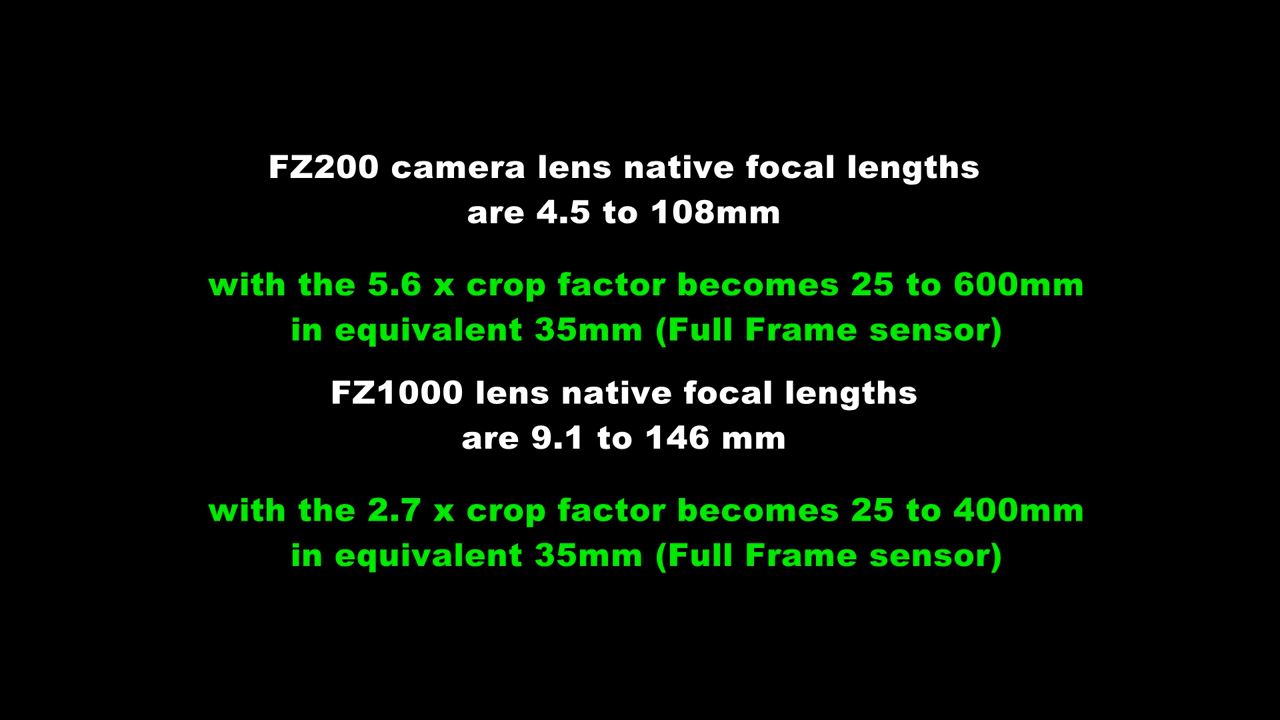 FZ200 camera lens native focal lengths
are 4.5 to 108mm
with the 5.6 x crop factor becomes 25 to 600mm
in equivalent 35mm (Full Frame sensor)
FZ1000 lens native focal lengths
are 9.1 to 146 mm
with the 2.7 x crop factor becomes 25 to 400mm
in equivalent 35mm (Full Frame sensor)